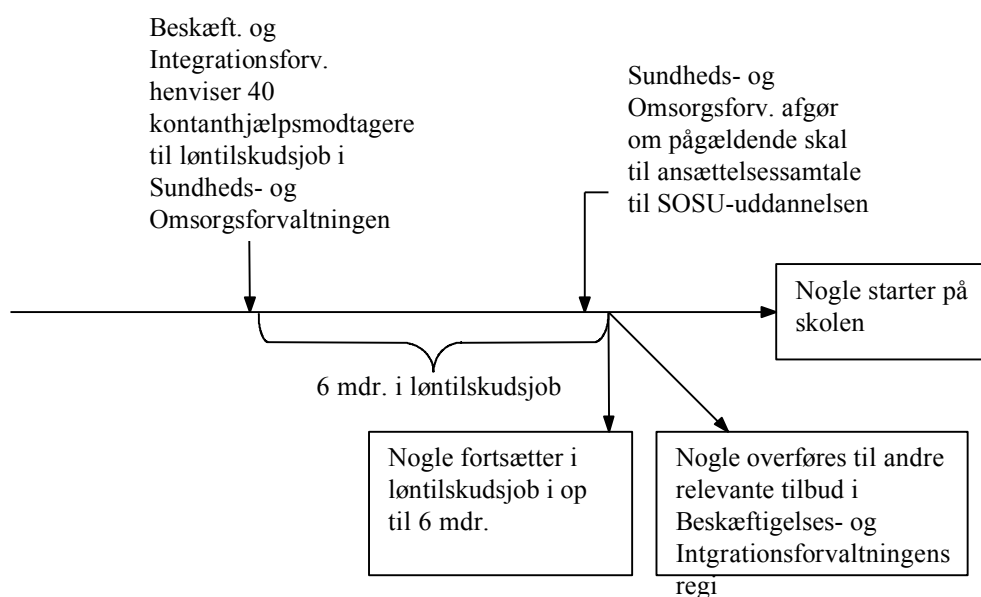 Beskæft. og
Integrationsforv.
henviser 40
kontanthjælpsmodtagere
til løntilskudsjob i
Sundheds- og
Omsorgsforvaltningen
Sundheds- og
Omsorgsforv. afgør
om pågældende skal
til ansættelsessamtale
til SOSU-uddannelsen
Nogle starter på
skolen
6 mdr. i løntilskudsjob
Nogle fortsætter i
løntilskudsjob i op
til 6 mdr.
Nogle overføres til andre
relevante tilbud i
Beskæftigelses- og
Intgrationsforvaltningens
regi